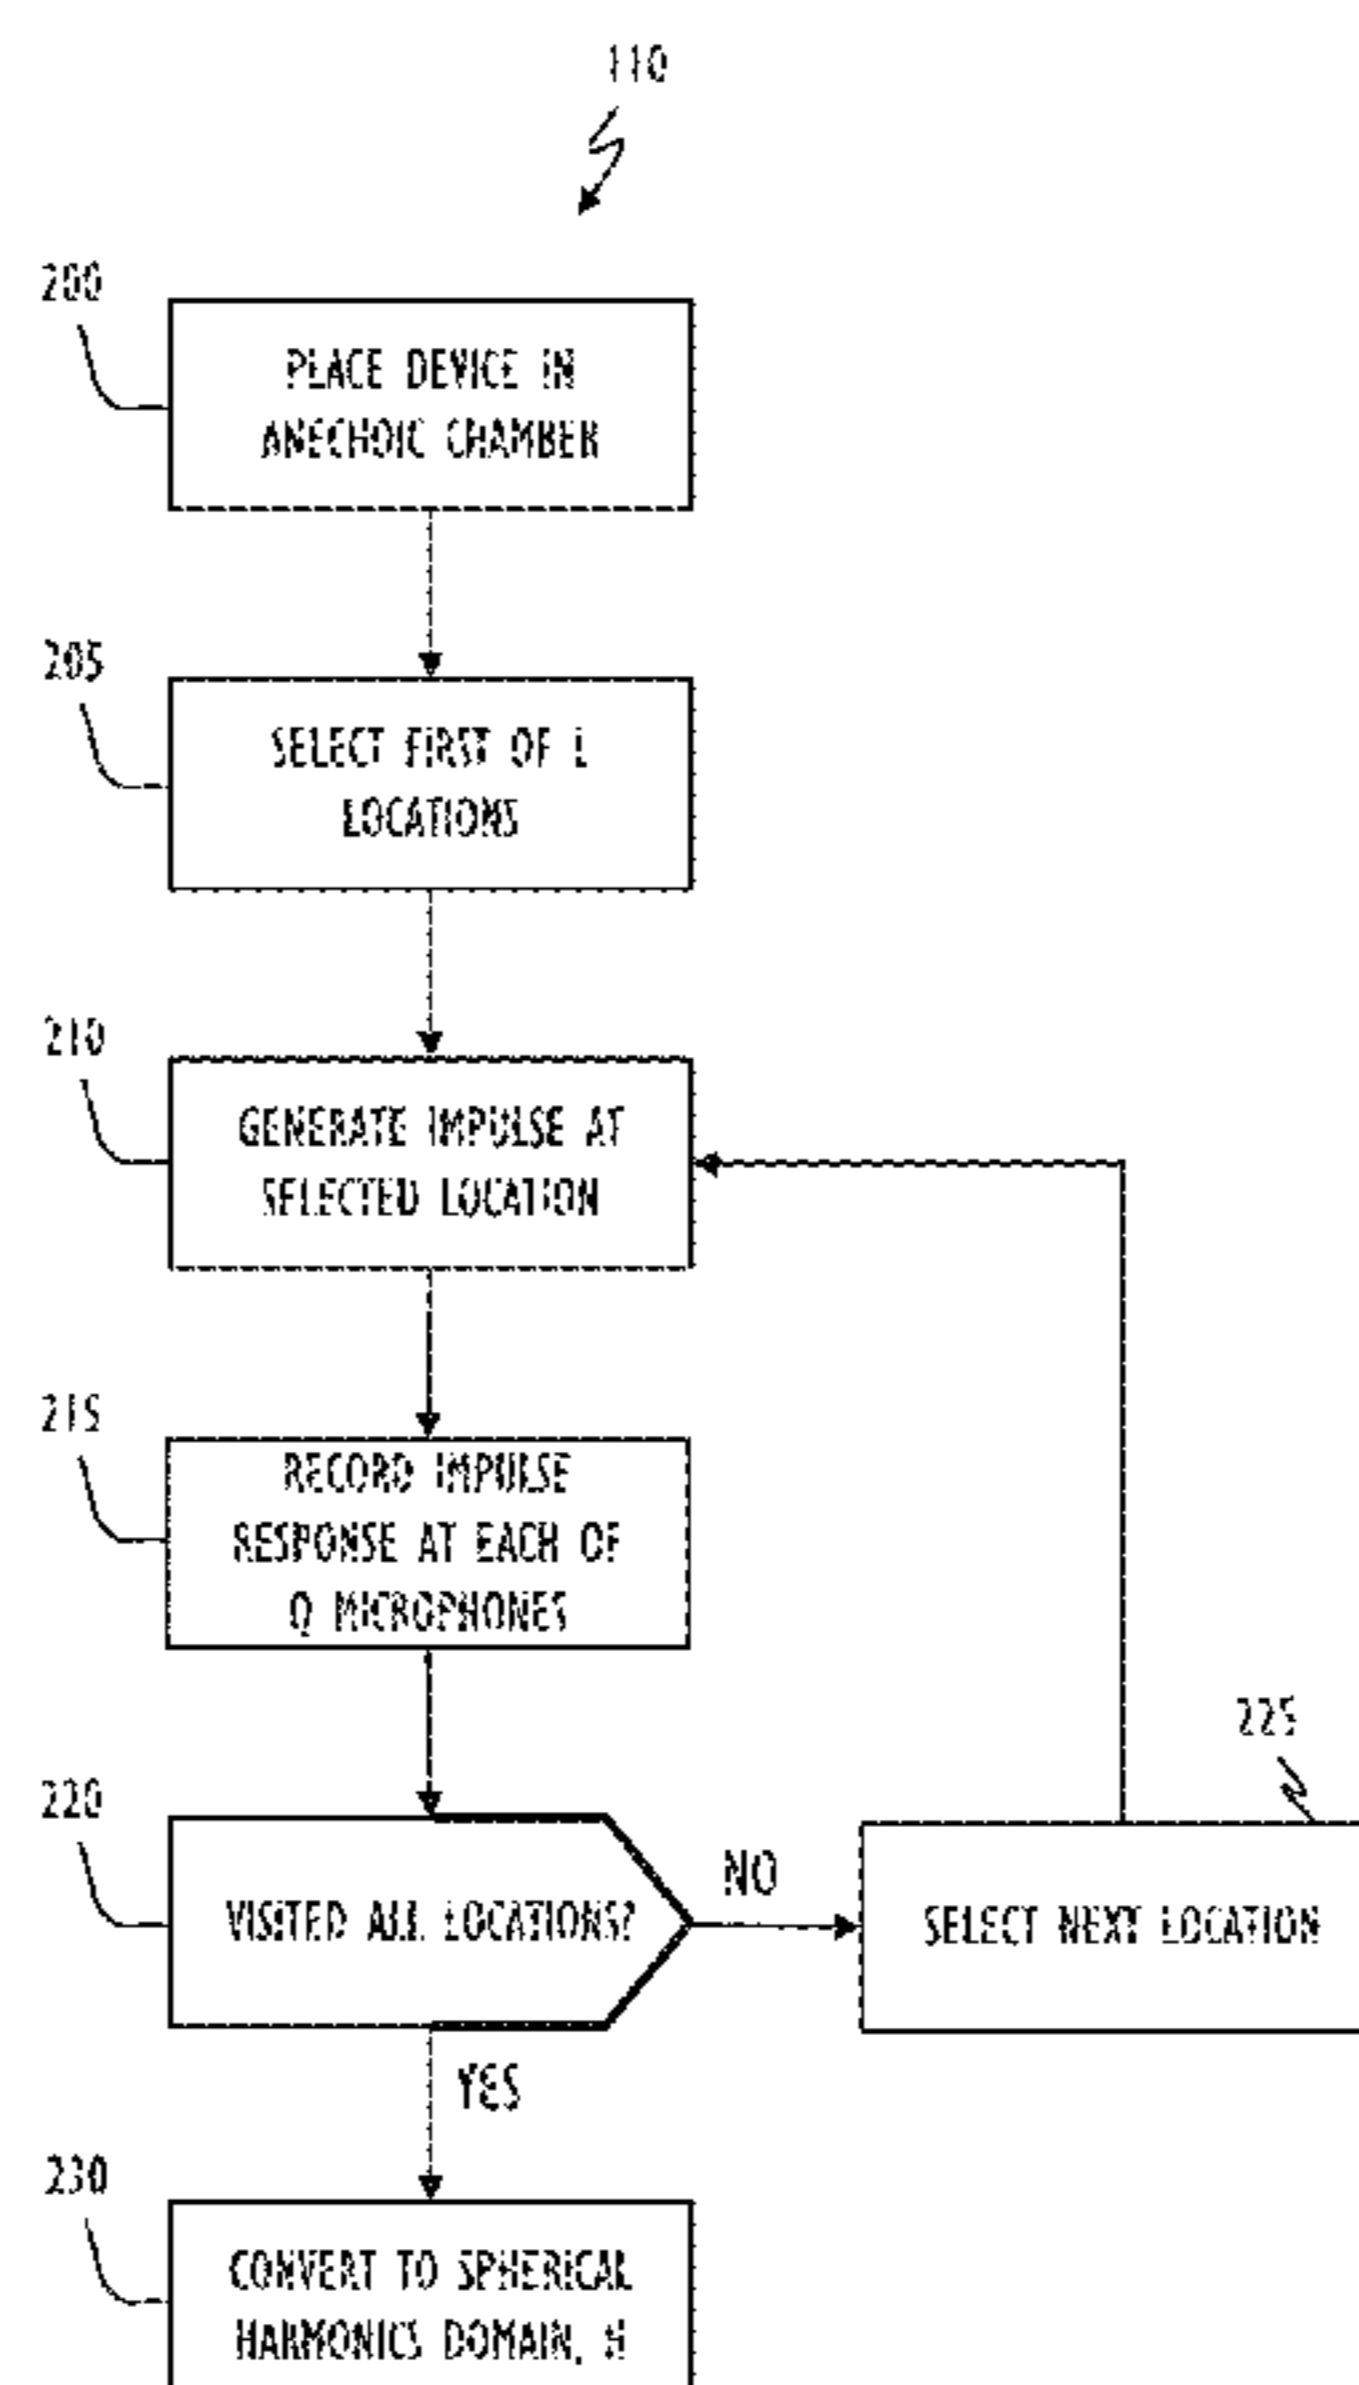 110
200
PLACE DEVICE IN
ANECHOIC CHAMBER
205
SELECT FIRST OF L
LOCATIONS
210
GENERATE IMPULSE AT
SELECTED LOCATION
215
RECORD IMPULSE
RESPONSE AT EACH OF
Q MICROPHONES
220
VISITED ALL LOCATIONS?
NO
225
SELECT NEXT LOCATION
YES
230
CONVERT TO SPHERICAL
HARMONICS DOMAIN, H